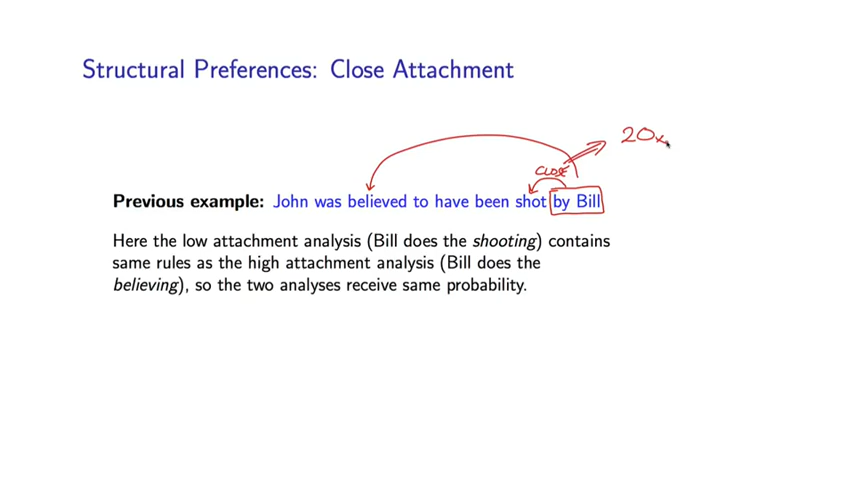 Structural Preferences: Close Attachment
20x
CLOSE
Previous example: John was believed to have been shot by Bill
Here the low attachment analysis (Bill does the shooting) contains
same rules as the high attachment analysis (Bill does the
believing), so the two analyses receive same probability.